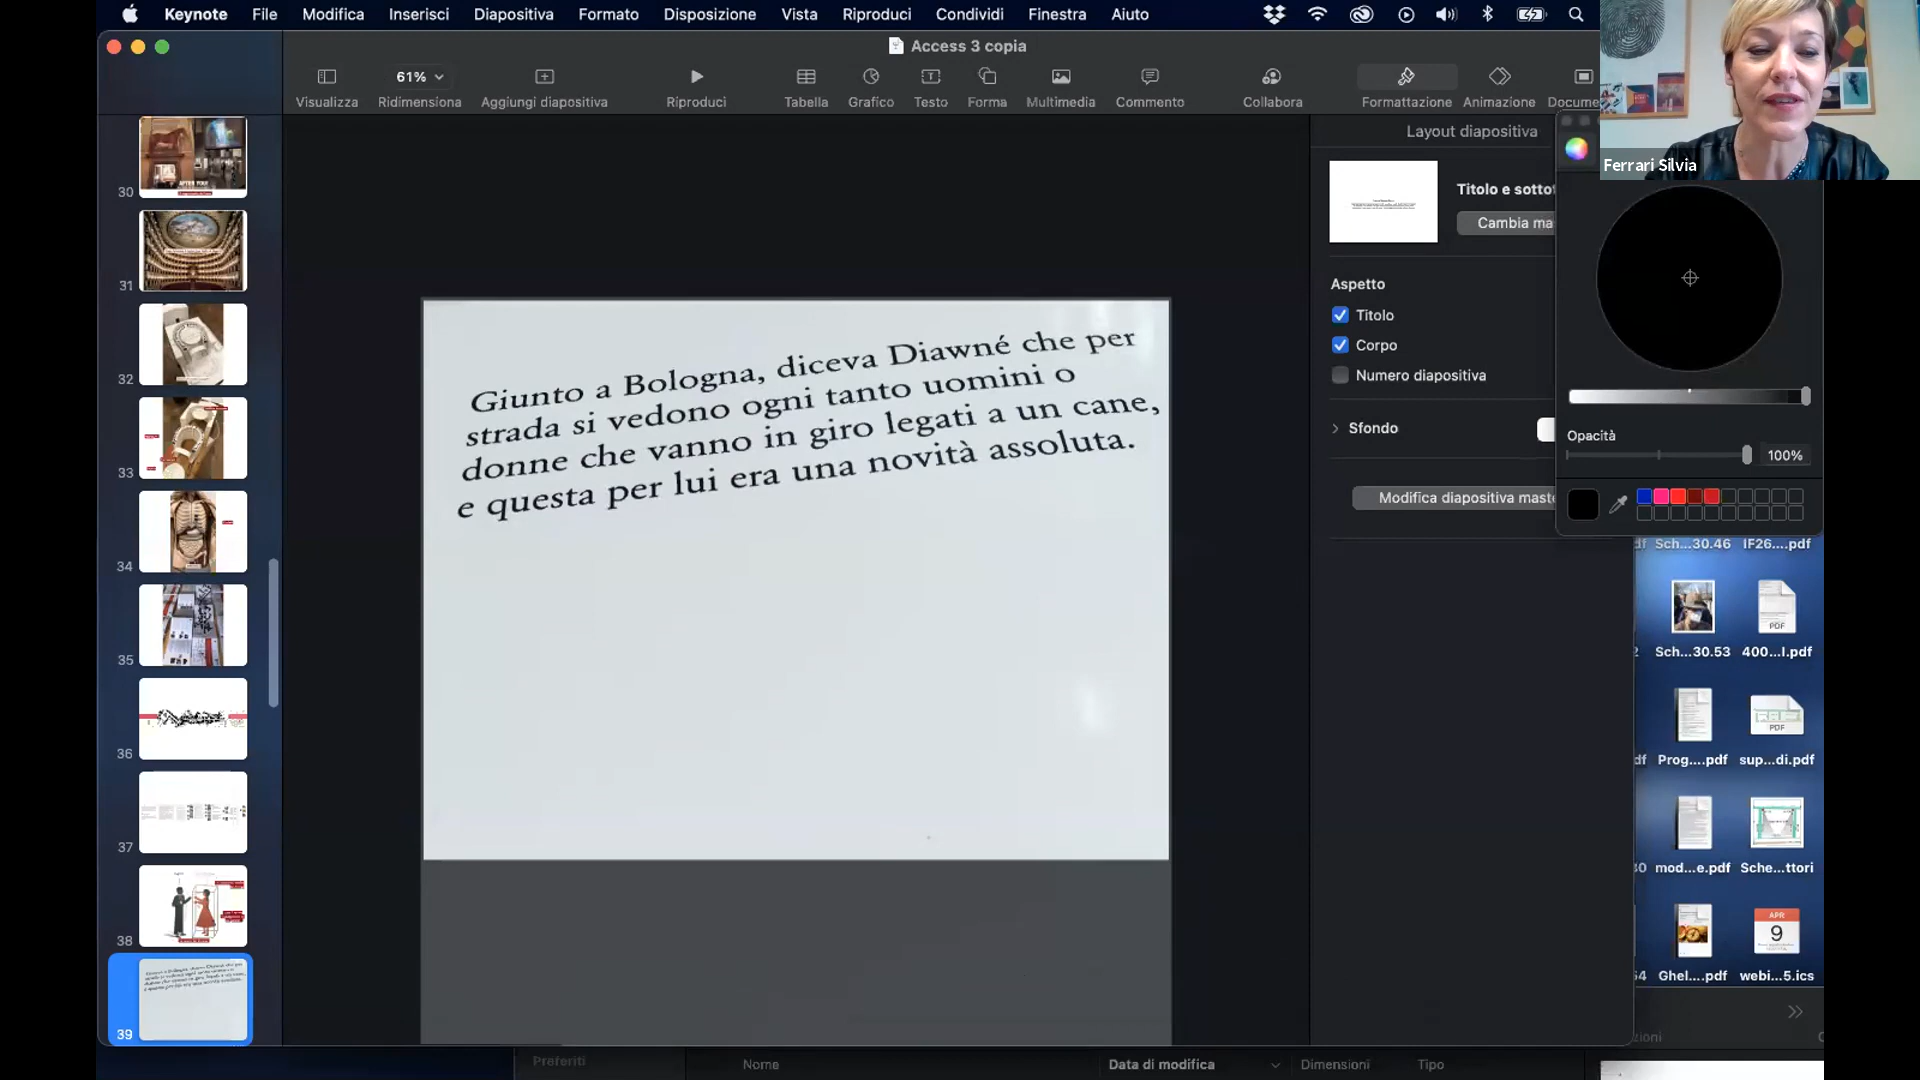 Keynote File Modifica Inserisci Diapositiva Formato Disposizione Vista Riproduci Condividi Finestra Aiuto
Access 3 copia
61%
Visualizza Ridimensiona Aggiungi diapositiva Riproduci Tabella Grafico Testo Forma Multimedia Commento Collabora Formattazione Animazione Docume
Ferrari Silvia
30
31
32
33
34
35
36
37
38
39
Giunto a Bologna, diceva Diawné che per
strada si vedono ogni tanto uomini o
donne che vanno in giro legati a un cane,
e questa per lui era una novità assoluta.
Layout diapositiva
Titolo e sottot
Cambia ma
Aspetto
Titolo
Corpo
Numero diapositiva
Sfondo
Modifica diapositiva maste
Opacità
100%
Sch...30.46 IF26....pdf
Sch...30.53 400...l.pdf
PDF
Prog....pdf sup...di.pdf
PDF
mod...e.pdf Sche...ttori
APR
9
Ghel....pdf webi...5.ics
Preferiti Nome Data di modifica Dimensioni Tipo